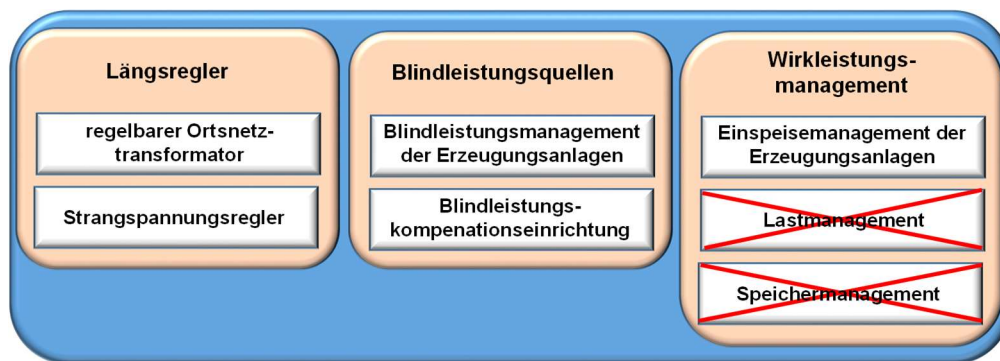 Längsregler
regelbarer Ortsnetz-
transformator
Strangspannungsregler
Blindleistungsquellen
Blindleistungsmanagement
der Erzeugungsanlagen
Blindleistungs-
kompenationseinrichtung
Wirkleistungs-
management
Einspeisemanagement der
Erzeugungsanlagen
Lastmanagement
Speichermanagement